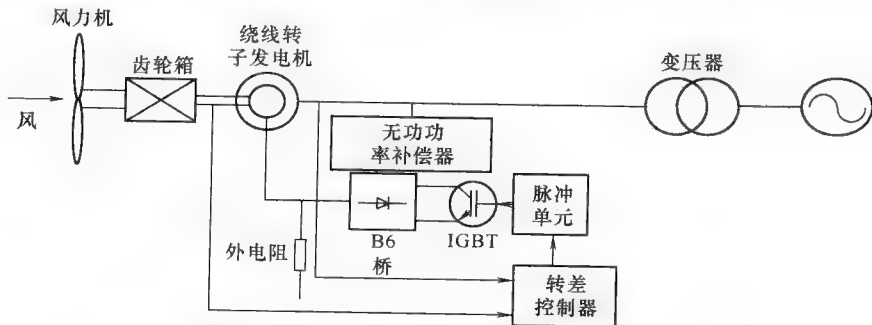 风力机
风
齿轮箱
绕线转
子发电机
变压器
无功功
率补偿器
B6
桥
IGBT
脉冲
单元
外电阻
转差
控制器